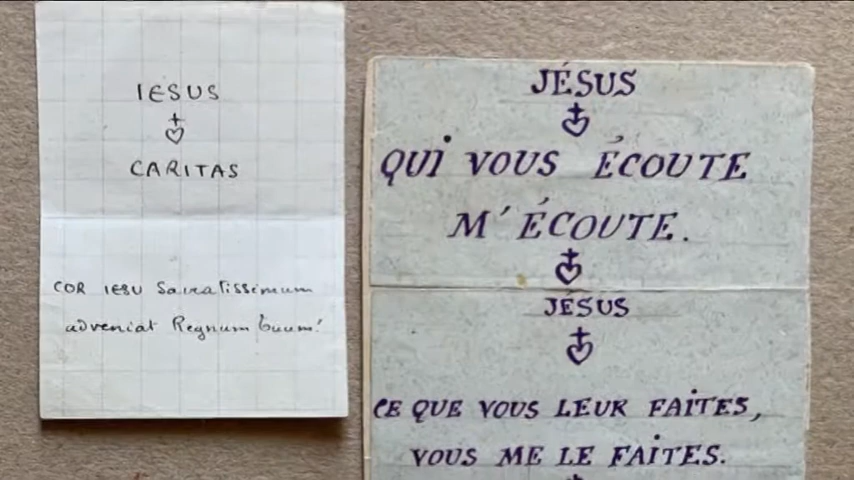 IESUS
CARITAS
COR IESU Sacratissimum
adveniat Regnum tuum!
JÉSUS
QUI VOUS ÉCOUTE
M'ÉCOUTE.
JÉSUS
CE QUE VOUS LEUR FAITES,
VOUS ME LE FAITES.